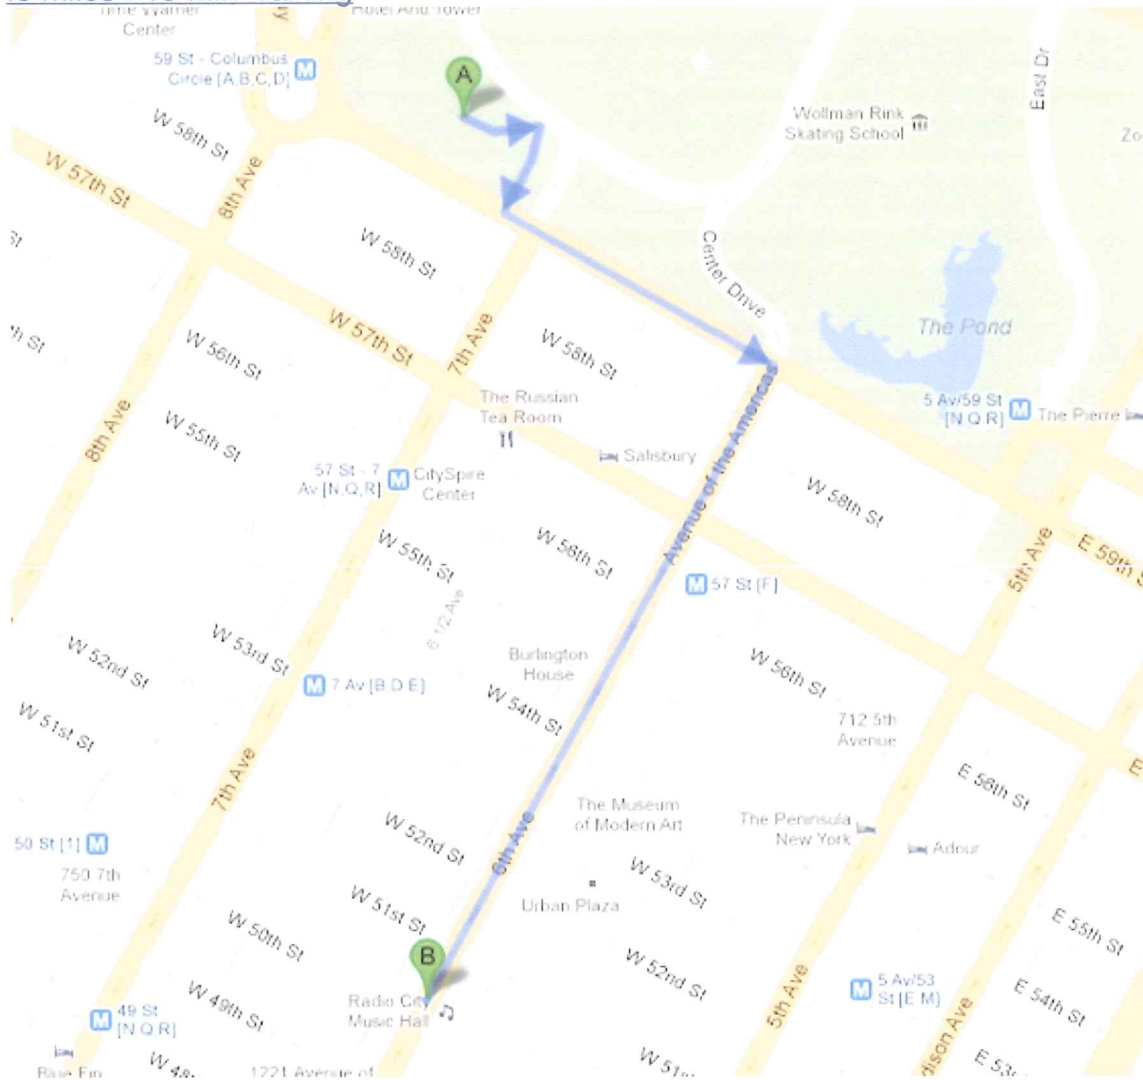 Time Warner
Center
Hotel And Tower
59 St - Columbus
Circle [A,B,C,D]
M
A
East Dr
Wollman Rink
Skating School
Zo
W 58th St
W 57th St
8th Ave
W 58th St
Center Drive
The Pond
W 57th St
7th Ave
W 58th St
W 56th St
The Russian
Tea Room
5 Av/59 St
[N Q R]
M
The Pierre
8th Ave
W 55th St
Salisbury
Avenue of the Americas
57 St - 7
Av [N,Q,R]
M
CitySpire
Center
W 58th St
W 55th St
W 56th St
5th Ave
E 59th S
M
57 St [F]
6 1/2 Ave
W 53rd St
W 52nd St
Burlington
House
W 56th St
M
7 Av [B D E]
W 54th St
W 51st St
712 5th
Avenue
7th Ave
E 56th St
The Museum
of Modern Art
The Peninsula
New York
W 52nd St
6th Ave
50 St [1]
M
Adour
750 7th
Avenue
W 53rd St
Urban Plaza
W 51st St
W 50th St
E 55th St
B
W 52nd St
5th Ave
M
5 Av/53
St [E M]
W 49th St
Radio City
Music Hall
E 54th St
M
49 St
[N Q R]
dison Ave
W 51
E 53
W 48
1221 Avenue of